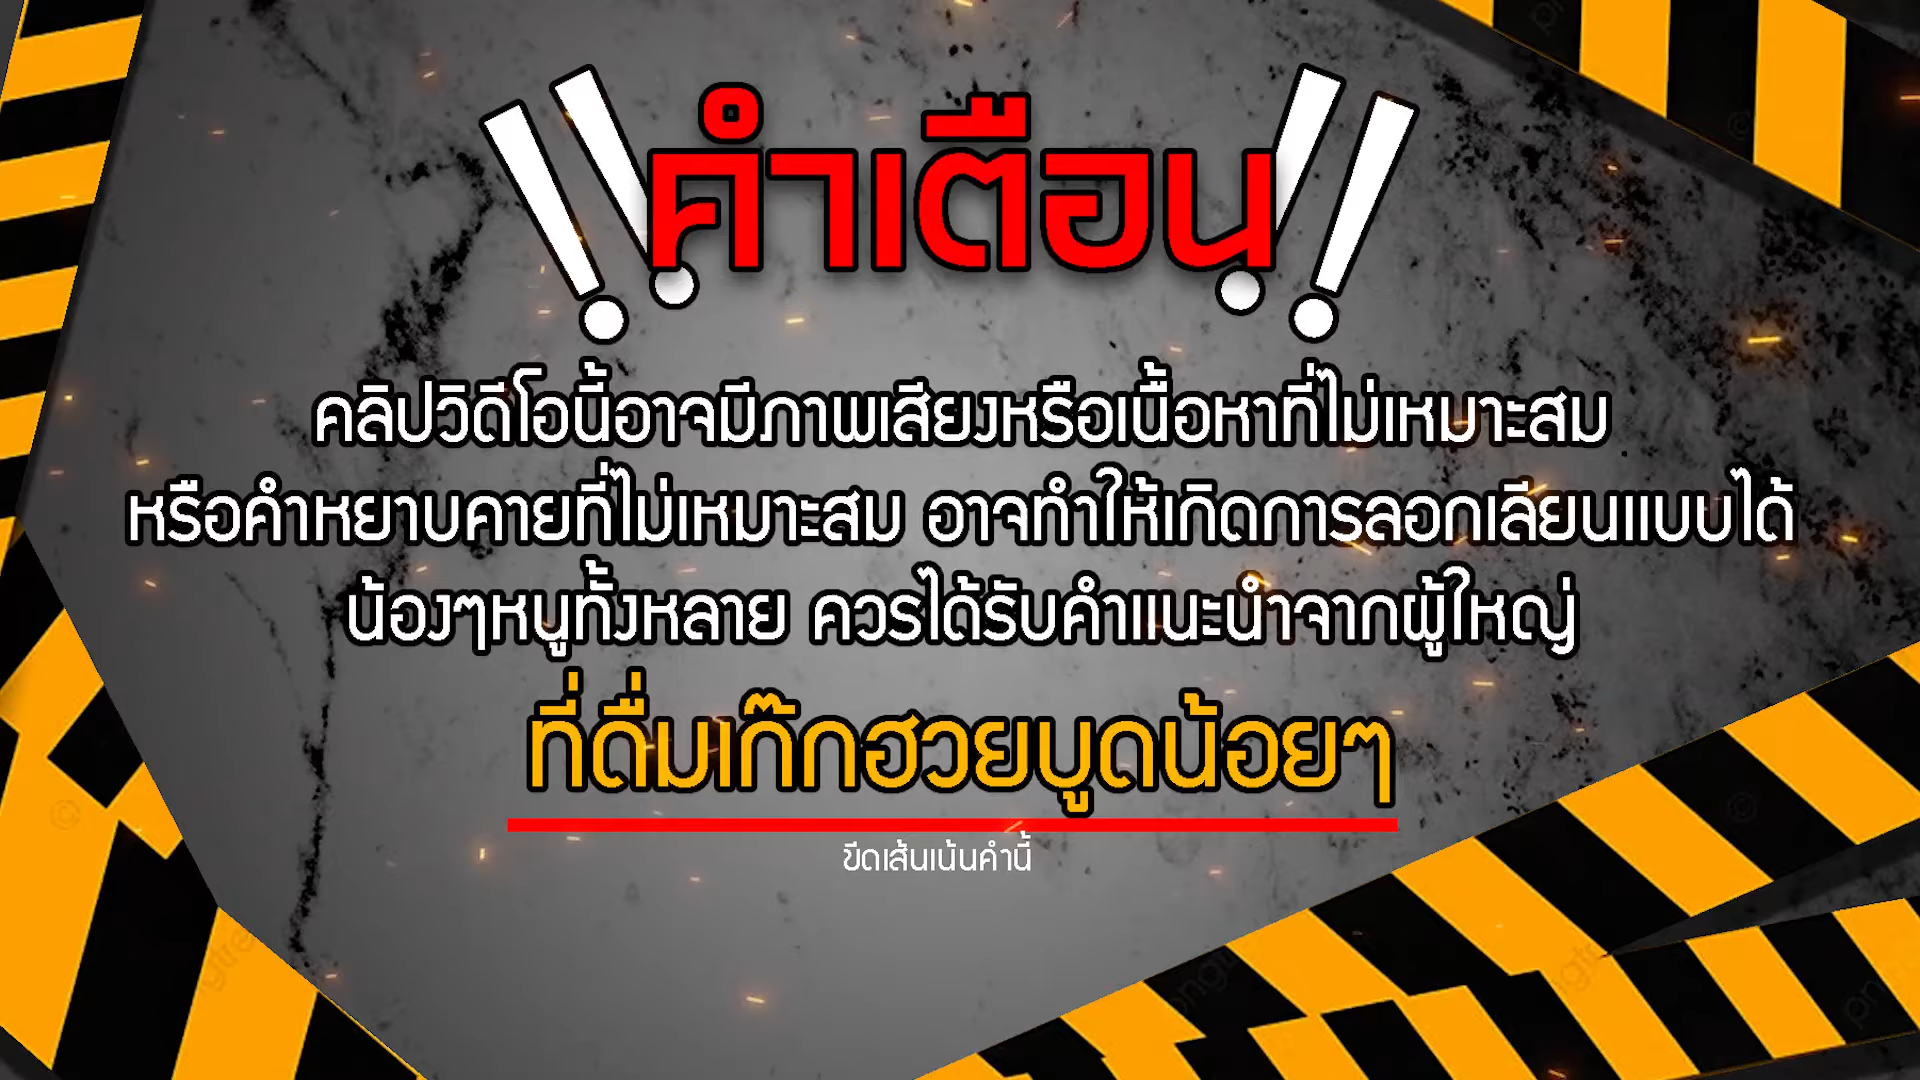 !!คำเตือน!!
คลิปวิดีโอนี้อาจมีภาพเสียงหรือเนื้อหาที่ไม่เหมาะสม
หรือคำหยาบคายที่ไม่เหมาะสม อาจทำให้เกิดการลอกเลียนแบบได้
น้องๆหนูทั้งหลาย ควรได้รับคำแนะนำจากผู้ใหญ่
ที่ดื่มเก๊กฮวยบูดน้อยๆ
ขีดเส้นเน้นคำนี้